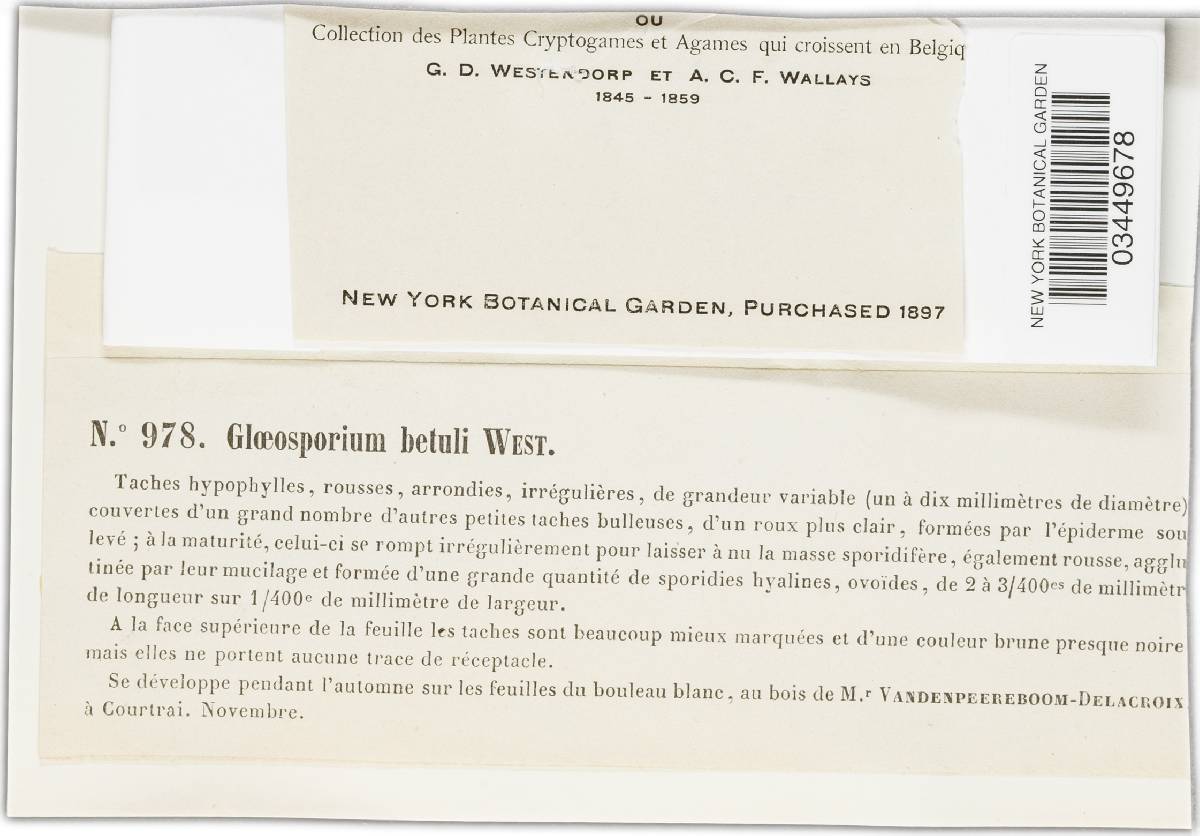 OU
Collection des Plantes Cryptogames et Agames qui croissent en Belgiq
G. D. WESTENDORP ET A. C. F. WALLAYS
1845 - 1859
NEW YORK BOTANICAL GARDEN, PURCHASED 1897
NEW YORK BOTANICAL GARDEN
03449678
N.° 978. Glœosporium betuli WEST.
Taches hypophylles, rousses, arrondies, irrégulières, de grandeur variable (un à dix millimètres de diamètre)
couvertes d'un grand nombre d'autres petites taches bulleuses, d'un roux plus clair, formées par l'épiderme sou
levé ; à la maturité, celui-ci se rompt irrégulièrement pour laisser à nu la masse sporidifère, également rousse, agglu
tinée par leur mucilage et formée d'une grande quantité de sporidies hyalines, ovoïdes, de 2 à 3/400es de millimètr
de longueur sur 1/400e de millimètre de largeur.
A la face supérieure de la feuille les taches sont beaucoup mieux marquées et d'une couleur brune presque noire
mais elles ne portent aucune trace de réceptacle.
Se développe pendant l'automne sur les feuilles du bouleau blanc, au bois de M.r VANDENPEEREBOOM-DELACROIX
à Courtrai. Novembre.